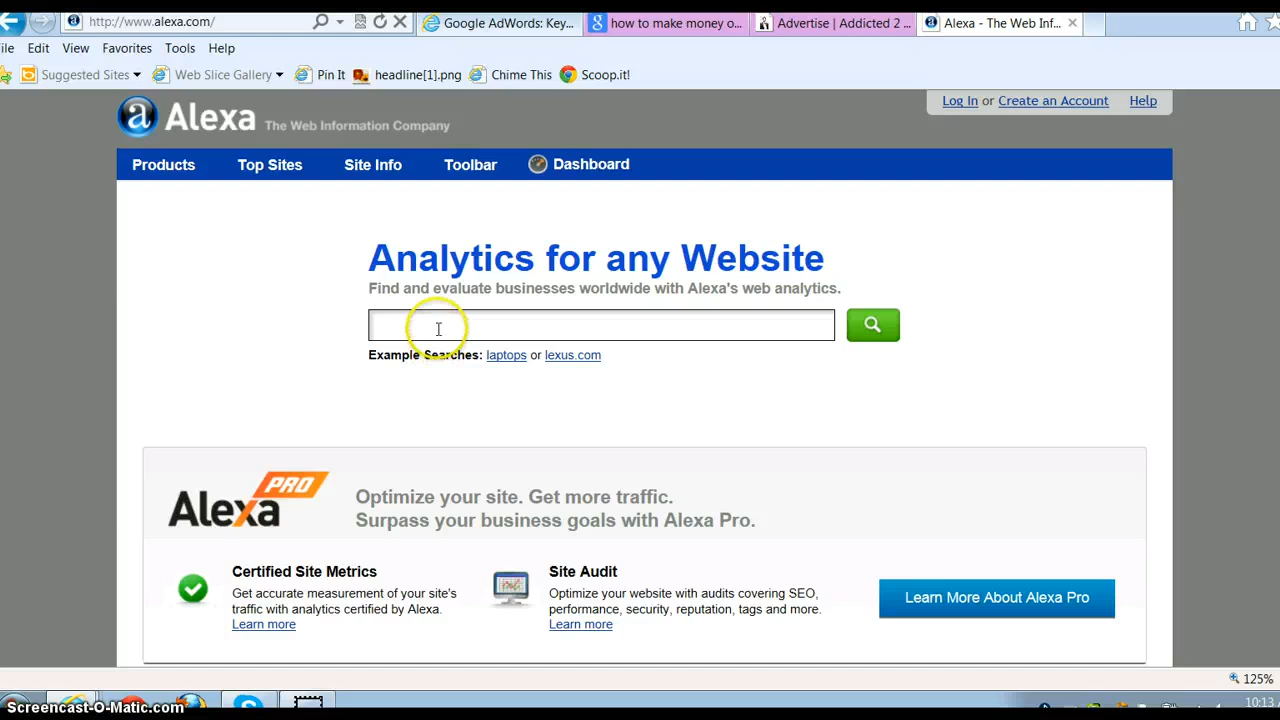 http://www.alexa.com/
Google AdWords: Key...
how to make money o...
Advertise | Addicted 2 ...
Alexa - The Web Inf...
ile Edit View Favorites Tools Help
Suggested Sites Web Slice Gallery Pin It headline[1].png Chime This Scoop.it!
Log In or Create an Account Help
a Alexa The Web Information Company
Products Top Sites Site Info Toolbar Dashboard
Analytics for any Website
Find and evaluate businesses worldwide with Alexa's web analytics.
Example Searches: laptops or lexus.com
Alexa PRO
Optimize your site. Get more traffic.
Surpass your business goals with Alexa Pro.
Certified Site Metrics
Get accurate measurement of your site's
traffic with analytics certified by Alexa.
Learn more
Site Audit
Optimize your website with audits covering SEO,
performance, security, reputation, tags and more.
Learn more
Learn More About Alexa Pro
125%
Screencast-O-Matic.com
10:13